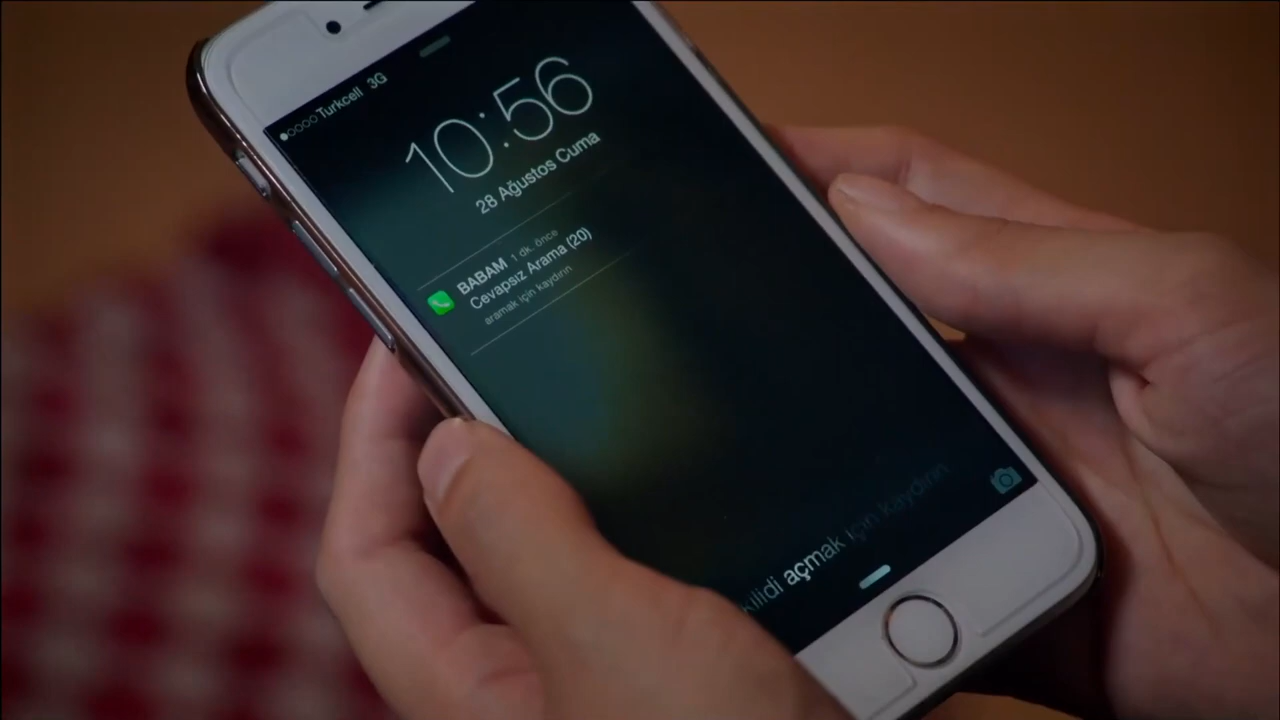 Turkcell 3G
10:56
28 Ağustos Cuma
BABAM 1 dk. önce
Cevapsız Arama (20)
aramak için kaydırın
kilidi açmak için kaydırın